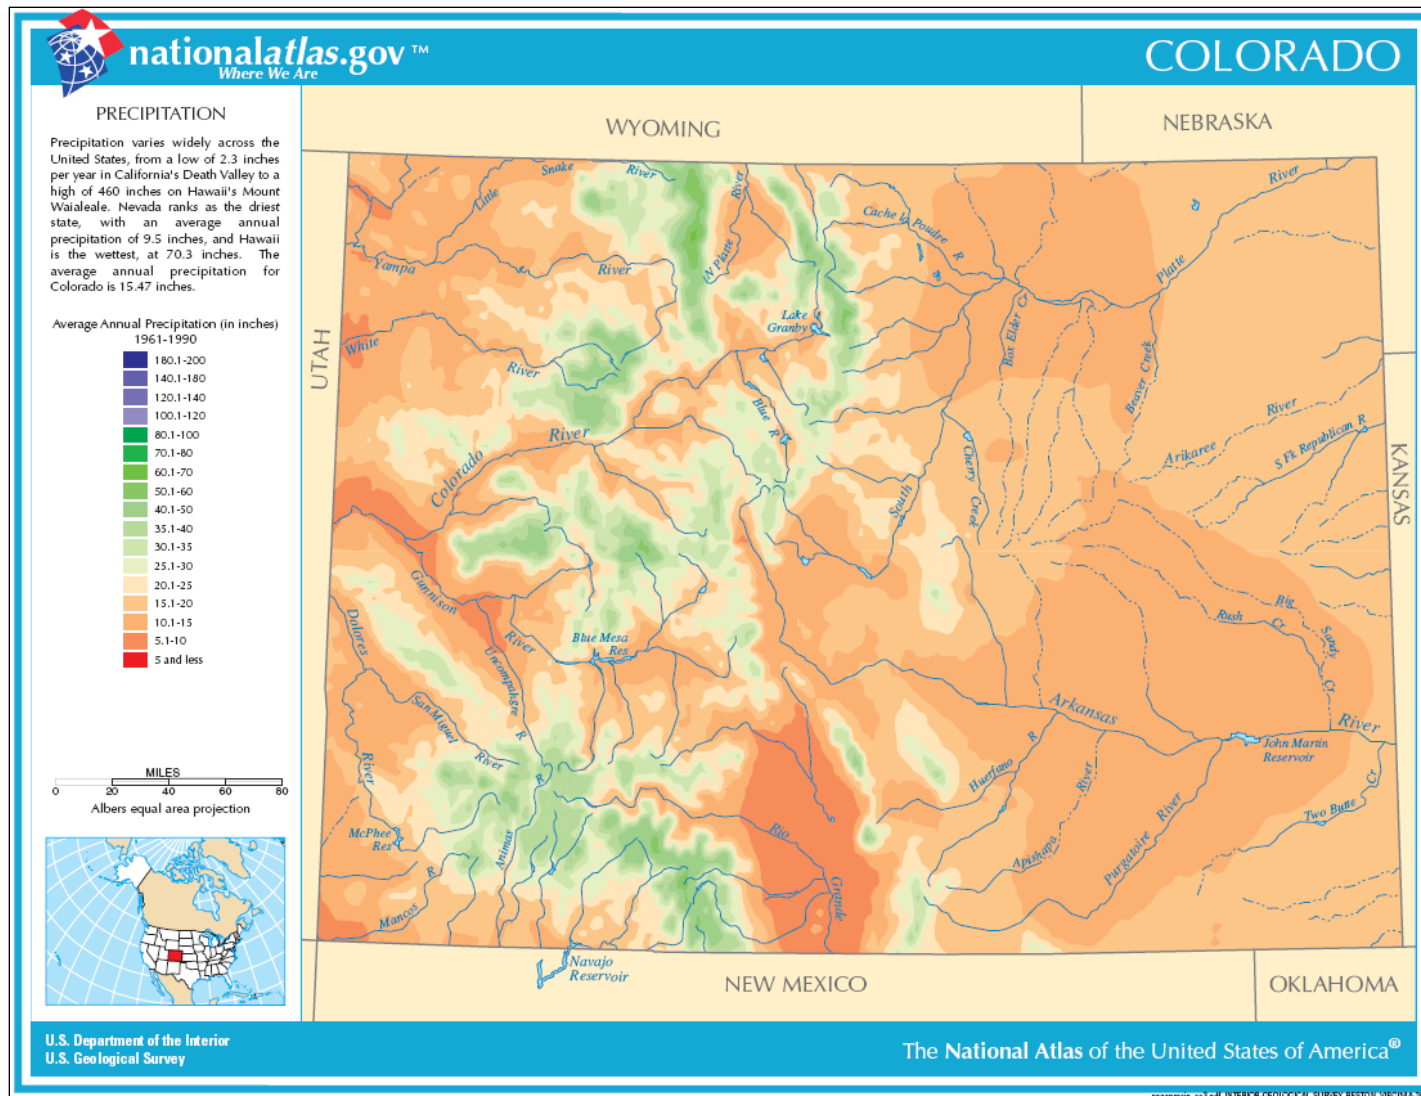 nationalatlas.gov™
Where We Are
COLORADO
PRECIPITATION
Precipitation varies widely across the
United States, from a low of 2.3 inches
per year in California's Death Valley to a
high of 460 inches on Hawaii's Mount
Waialeale. Nevada ranks as the driest
state, with an average annual
precipitation of 9.5 inches, and Hawaii
is the wettest, at 70.3 inches. The
average annual precipitation for
Colorado is 15.47 inches.
Average Annual Precipitation (in inches)
1961-1990
180.1-200
140.1-180
120.1-140
100.1-120
80.1-100
70.1-80
60.1-70
50.1-60
40.1-50
35.1-40
30.1-35
25.1-30
20.1-25
15.1-20
10.1-15
5.1-10
5 and less
MILES
0 20 40 60 80
Albers equal area projection
WYOMING
NEBRASKA
UTAH
KANSAS
NEW MEXICO
OKLAHOMA
Little Snake River
Yampa River
White River
N Platte River
Cache la Poudre R
Lake
Granby
Blue R
Colorado River
Box Elder Cr
Beaver Creek
Platte River
Arikaree River
S Fk Republican R
Cherry Creek
South
Gunnison River
Dolores River
Uncompahgre R
Blue Mesa
Res
San Miguel River
McPhee
Res
Mancos R
Animas R
Navajo
Reservoir
Rio Grande
Arkansas River
Huerfano R
Apishapa River
Purgatoire River
Rush Cr
Big Sandy Cr
John Martin
Reservoir
Two Butte Cr
U.S. Department of the Interior
U.S. Geological Survey
The National Atlas of the United States of America®